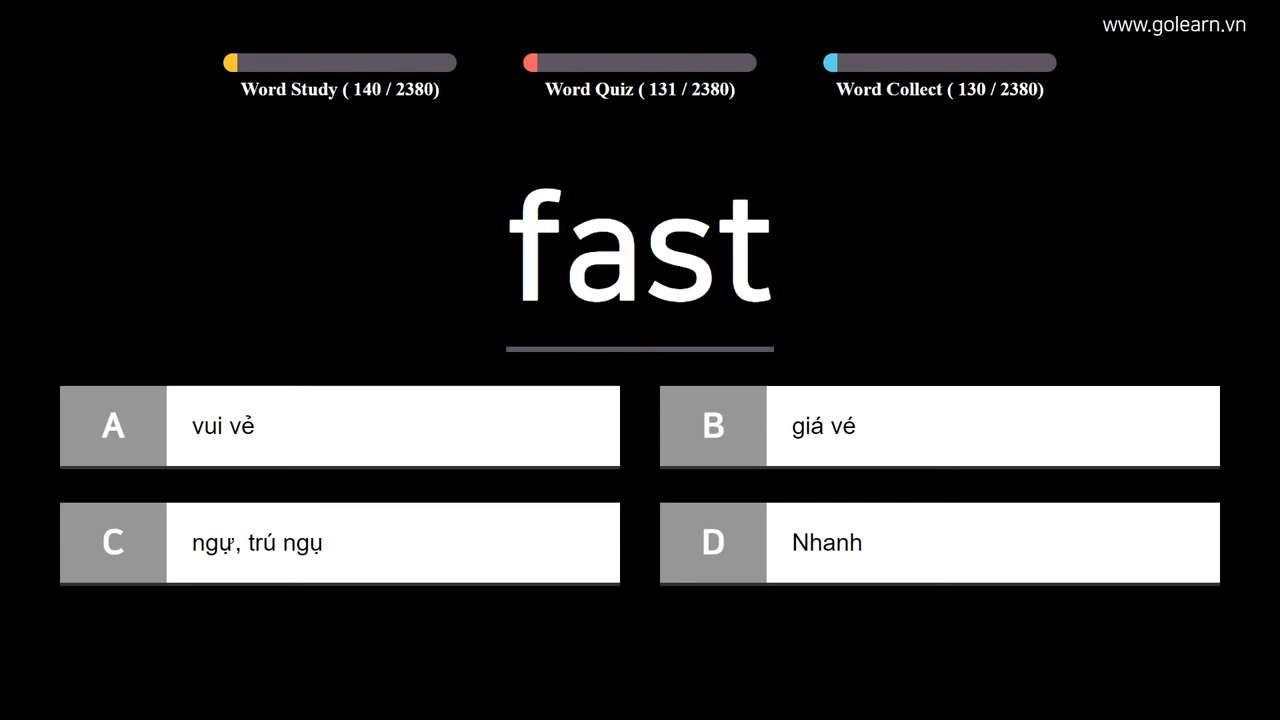 www.golearn.vn
Word Study ( 140 / 2380)
Word Quiz ( 131 / 2380)
Word Collect ( 130 / 2380)
fast
A vui vẻ
B giá vé
C ngự, trú ngụ
D Nhanh